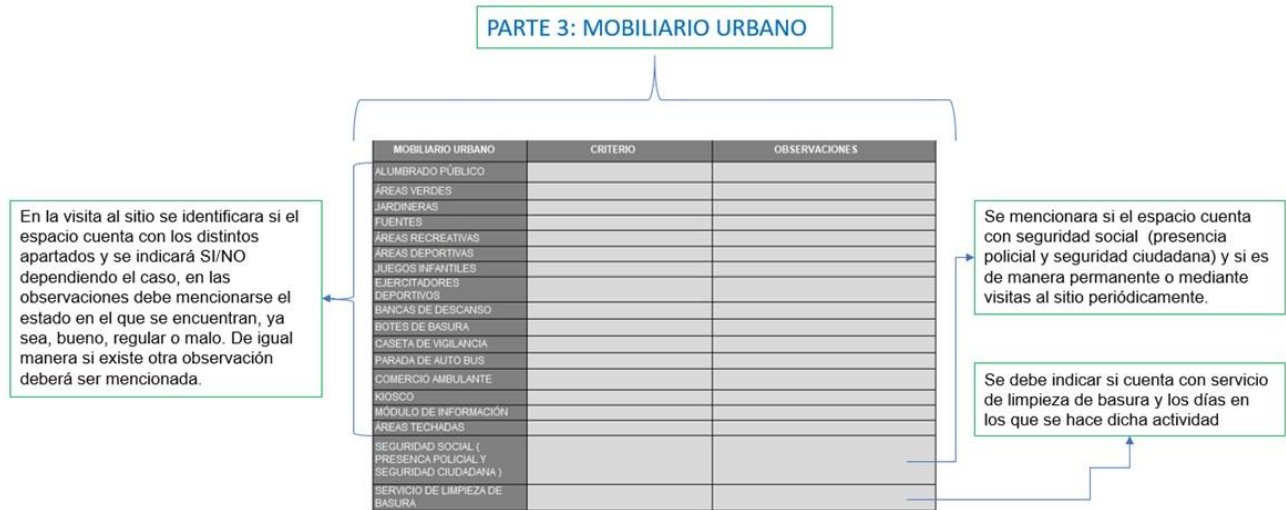 PARTE 3: MOBILIARIO URBANO
MOBILIARIO URBANO CRITERIO OBSERVACIONES
ALUMBRADO PÚBLICO
ÁREAS VERDES
JARDINERAS
FUENTES
ÁREAS RECREATIVAS
ÁREAS DEPORTIVAS
JUEGOS INFANTILES
EJERCITADORES
DEPORTIVOS
BANCAS DE DESCANSO
BOTES DE BASURA
CASETA DE VIGILANCIA
PARADA DE AUTO BUS
COMERCIO AMBULANTE
KIOSCO
MÓDULO DE INFORMACIÓN
ÁREAS TECHADAS
SEGURIDAD SOCIAL (
PRESENCA POLICIAL Y
SEGURIDAD CIUDADANA )
SERVICIO DE LIMPIEZA DE
BASURA
En la visita al sitio se identificara si el
espacio cuenta con los distintos
apartados y se indicará SI/NO
dependiendo el caso, en las
observaciones debe mencionarse el
estado en el que se encuentran, ya
sea, bueno, regular o malo. De igual
manera si existe otra observación
deberá ser mencionada.
Se mencionara si el espacio cuenta
con seguridad social (presencia
policial y seguridad ciudadana) y si es
de manera permanente o mediante
visitas al sitio periódicamente.
Se debe indicar si cuenta con servicio
de limpieza de basura y los días en
los que se hace dicha actividad